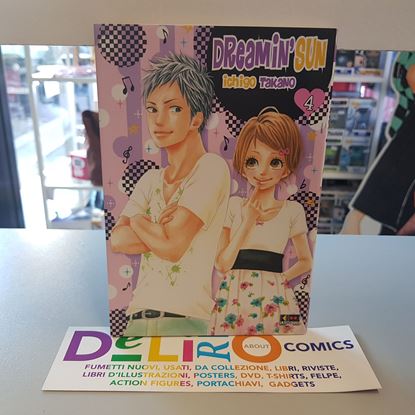 DREAMIN' SUN
ICHIGO TAKANO
4
DELIRO ABOUT COMICS
FUMETTI NUOVI, USATI, DA COLLEZIONE, LIBRI, RIVISTE,
LIBRI D'ILLUSTRAZIONI, POSTERS, DVD, T-SHIRTS, FELPE,
ACTION FIGURES, PORTACHIAVI, GADGETS